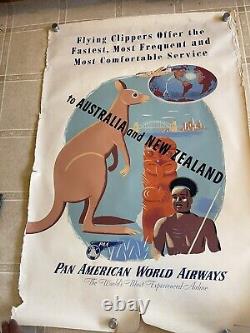 Flying Clippers Offer the
Fastest, Most Frequent and
Most Comfortable Service
to AUSTRALIA and NEW ZEALAND
PAA
PAN AMERICAN WORLD AIRWAYS
The World's Most Experienced Airline